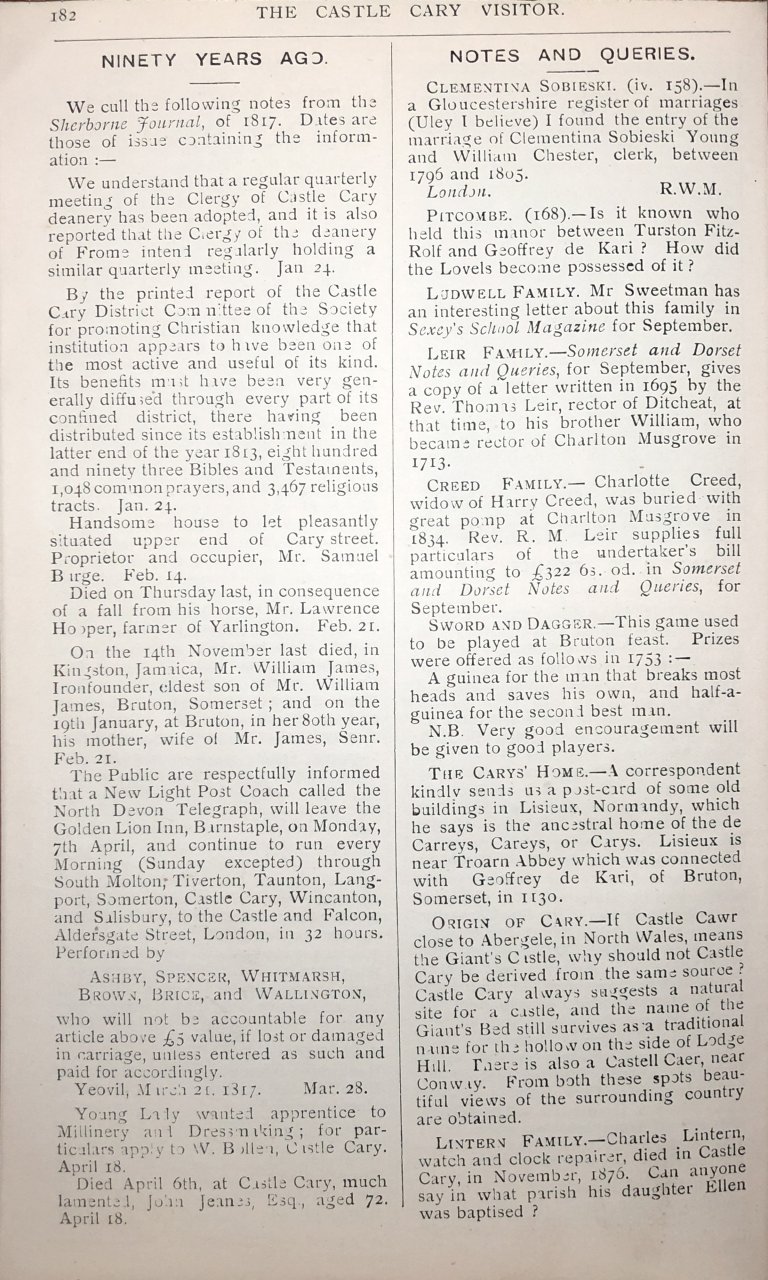 182
THE CASTLE CARY VISITOR.
NINETY YEARS AGO.
We cull the following notes from the
Sherborne Journal, of 1817. Dates are
those of issue containing the inform-
ation :—
We understand that a regular quarterly
meeting of the Clergy of Castle Cary
deanery has been adopted, and it is also
reported that the Clergy of the deanery
of Frome intend regularly holding a
similar quarterly meeting. Jan 24.
By the printed report of the Castle
Cary District Committee of the Society
for promoting Christian knowledge that
institution appears to have been one of
the most active and useful of its kind.
Its benefits must have been very gen-
erally diffused through every part of its
confined district, there having been
distributed since its establishment in the
latter end of the year 1813, eight hundred
and ninety three Bibles and Testaments,
1,048 common prayers, and 3,467 religious
tracts. Jan. 24.
Handsome house to let pleasantly
situated upper end of Cary street.
Proprietor and occupier, Mr. Samuel
Burge. Feb. 14.
Died on Thursday last, in consequence
of a fall from his horse, Mr. Lawrence
Hooper, farmer of Yarlington. Feb. 21.
On the 14th November last died, in
Kingston, Jamaica, Mr. William James,
Ironfounder, eldest son of Mr. William
James, Bruton, Somerset ; and on the
19th January, at Bruton, in her 80th year,
his mother, wife of Mr. James, Senr.
Feb. 21.
The Public are respectfully informed
that a New Light Post Coach called the
North Devon Telegraph, will leave the
Golden Lion Inn, Barnstaple, on Monday,
7th April, and continue to run every
Morning (Sunday excepted) through
South Molton, Tiverton, Taunton, Lang-
port, Somerton, Castle Cary, Wincanton,
and Salisbury, to the Castle and Falcon,
Aldersgate Street, London, in 32 hours.
Performed by
ASHBY, SPENCER, WHITMARSH,
BROWN, BRICE, and WALLINGTON,
who will not be accountable for any
article above £5 value, if lost or damaged
in carriage, unless entered as such and
paid for accordingly.
Yeovil, March 21. 1817. Mar. 28.
Young Lady wanted apprentice to
Millinery and Dressmaking ; for par-
ticulars apply to W. Bollen, Castle Cary.
April 18.
Died April 6th, at Castle Cary, much
lamented, John Jeanes, Esq., aged 72.
April 18.
NOTES AND QUERIES.
CLEMENTINA SOBIESKI. (iv. 158).—In
a Gloucestershire register of marriages
(Uley I believe) I found the entry of the
marriage of Clementina Sobieski Young
and William Chester, clerk, between
1796 and 1805.
London. R.W.M.
PITCOMBE. (168).—Is it known who
held this manor between Turston Fitz-
Rolf and Geoffrey de Kari ? How did
the Lovels become possessed of it ?
LUDWELL FAMILY. Mr Sweetman has
an interesting letter about this family in
Sexey's School Magazine for September.
LEIR FAMILY.—Somerset and Dorset
Notes and Queries, for September, gives
a copy of a letter written in 1695 by the
Rev. Thomas Leir, rector of Ditcheat, at
that time, to his brother William, who
became rector of Charlton Musgrove in
1713.
CREED FAMILY.— Charlotte Creed,
widow of Harry Creed, was buried with
great pomp at Charlton Musgrove in
1834. Rev. R. M. Leir supplies full
particulars of the undertaker's bill
amounting to £322 6s. 0d. in Somerset
and Dorset Notes and Queries, for
September.
SWORD AND DAGGER.—This game used
to be played at Bruton feast. Prizes
were offered as follows in 1753 :—
A guinea for the man that breaks most
heads and saves his own, and half-a-
guinea for the second best man.
N.B. Very good encouragement will
be given to good players.
THE CARYS' HOME.—A correspondent
kindly sends us a post-card of some old
buildings in Lisieux, Normandy, which
he says is the ancestral home of the de
Carreys, Careys, or Carys. Lisieux is
near Troarn Abbey which was connected
with Geoffrey de Kari, of Bruton,
Somerset, in 1130.
ORIGIN OF CARY.—If Castle Cawr
close to Abergele, in North Wales, means
the Giant's Castle, why should not Castle
Cary be derived from the same source ?
Castle Cary always suggests a natural
site for a castle, and the name of the
Giant's Bed still survives as a traditional
name for the hollow on the side of Lodge
Hill. There is also a Castell Caer, near
Conway. From both these spots beau-
tiful views of the surrounding country
are obtained.
LINTERN FAMILY.—Charles Lintern,
watch and clock repairer, died in Castle
Cary, in November, 1876. Can anyone
say in what parish his daughter Ellen
was baptised ?